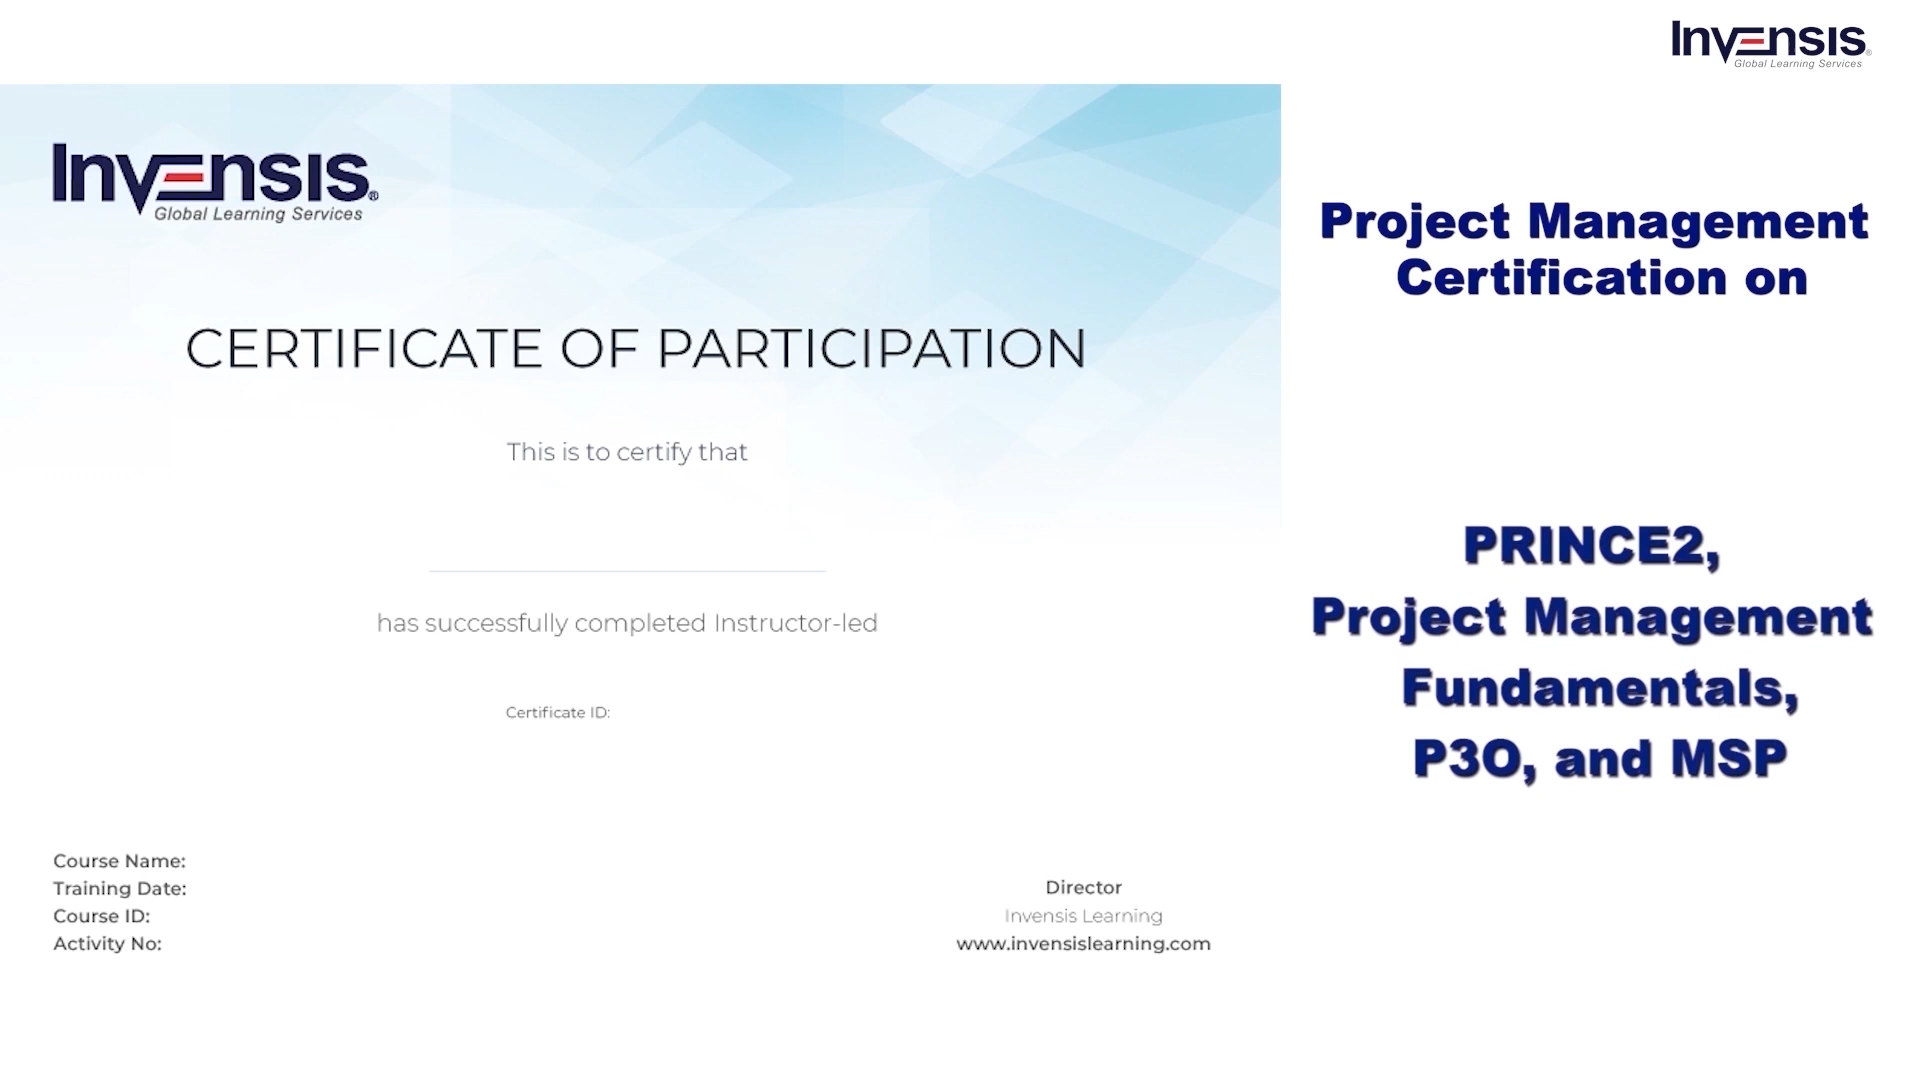 Invensis®
Global Learning Services
Invensis®
Global Learning Services
CERTIFICATE OF PARTICIPATION
This is to certify that
has successfully completed Instructor-led
Certificate ID:
Course Name:
Training Date:
Course ID:
Activity No:
Director
Invensis Learning
www.invensislearning.com
Project Management
Certification on
PRINCE2,
Project Management
Fundamentals,
P3O, and MSP